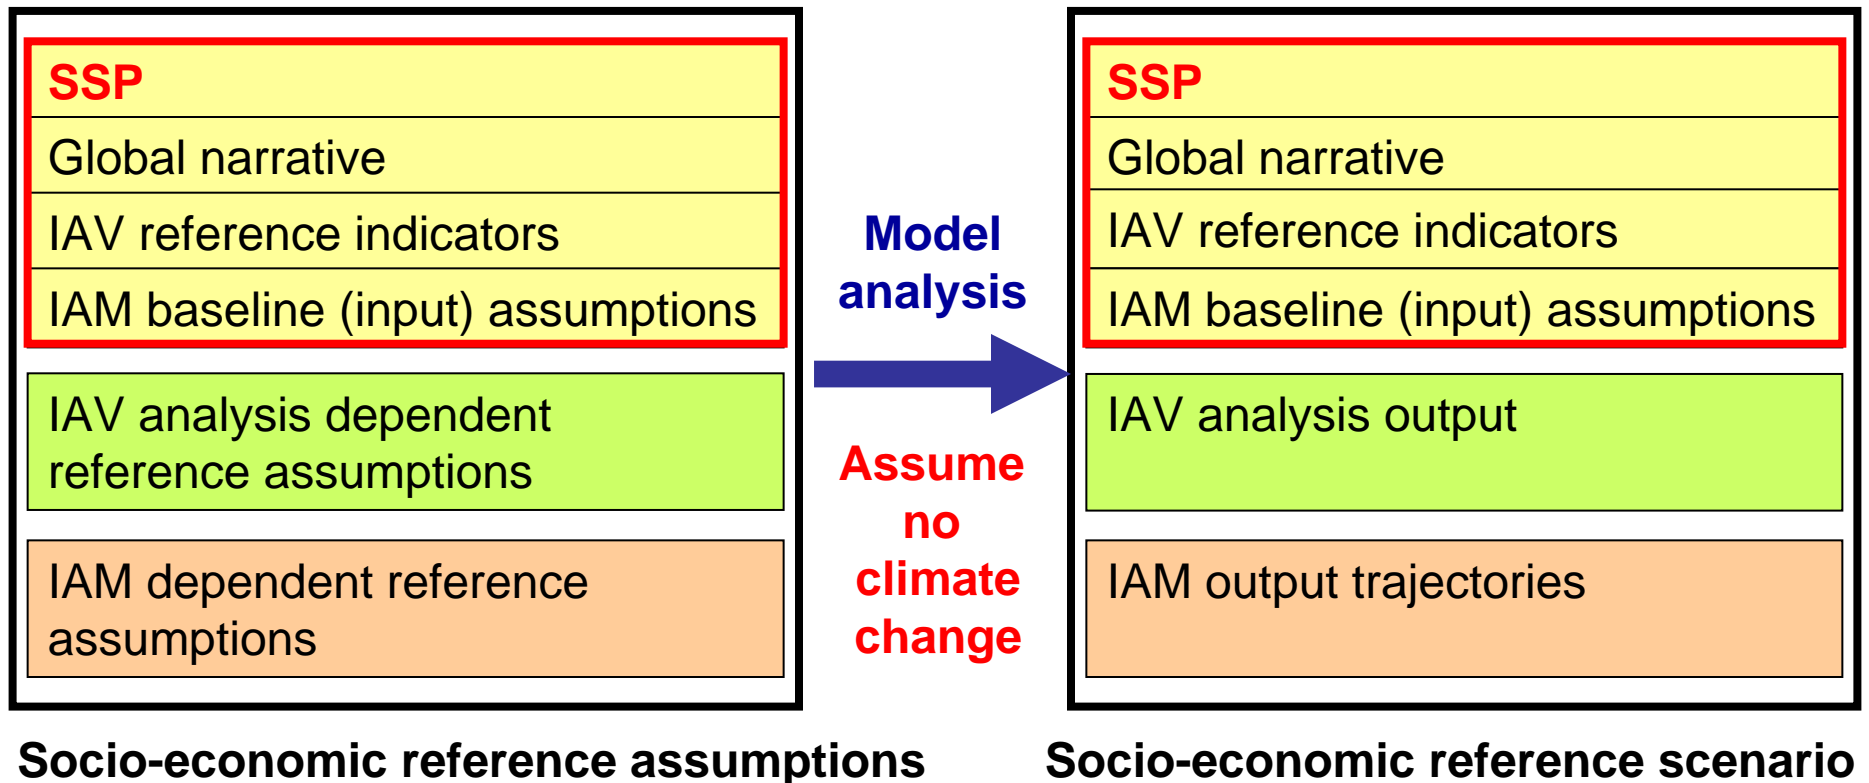 SSP
Global narrative
IAV reference indicators
IAM baseline (input) assumptions
IAV analysis dependent
reference assumptions
IAM dependent reference
assumptions
Socio-economic reference assumptions
Model
analysis
Assume
no
climate
change
SSP
Global narrative
IAV reference indicators
IAM baseline (input) assumptions
IAV analysis output
IAM output trajectories
Socio-economic reference scenario